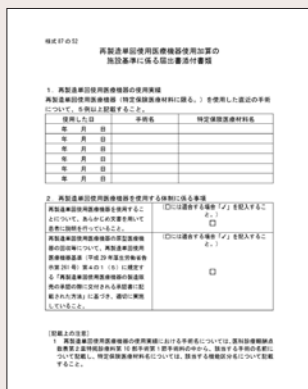 様式87の52
再製造単回使用医療機器使用加算の
施設基準に係る届出書添付書類
1．再製造単回使用医療機器の使用実績
再製造単回使用医療機器（特定保険医療材料に限る。）を使用した直近の手術
について、5例以上記載すること。
使用した日 手術名 特定保険医療材料名
年 月 日
年 月 日
年 月 日
年 月 日
年 月 日
2．再製造単回使用医療機器を使用する体制に係る事項
（□には適合する場合「✓」を記入するこ
と。）
再製造単回使用医療機器を使用するこ
とについて、あらかじめ文書を用いて
患者に説明を行っていること。
□
再製造単回使用医療機器の原型医療機
器の回収等について、再製造単回使用
医療機器基準（平成29年厚生労働省告
示第261号）第4の1（5）に規定す
る「再製造単回使用医療機器の製造販
売の承認の際に交付される承認書に記
載された方法」に基づき、適切に実施
していること。
（□には適合する場合「✓」を記入するこ
と。）
□
［記載上の注意］
1 再製造単回使用医療機器の使用実績における手術名については、医科診療報酬点
数表第2章特掲診療料第10部手術第1節手術料の中から、該当する手術の名称に
ついて記載し、特定保険医療材料名については、該当する機能区分名について記載
すること。